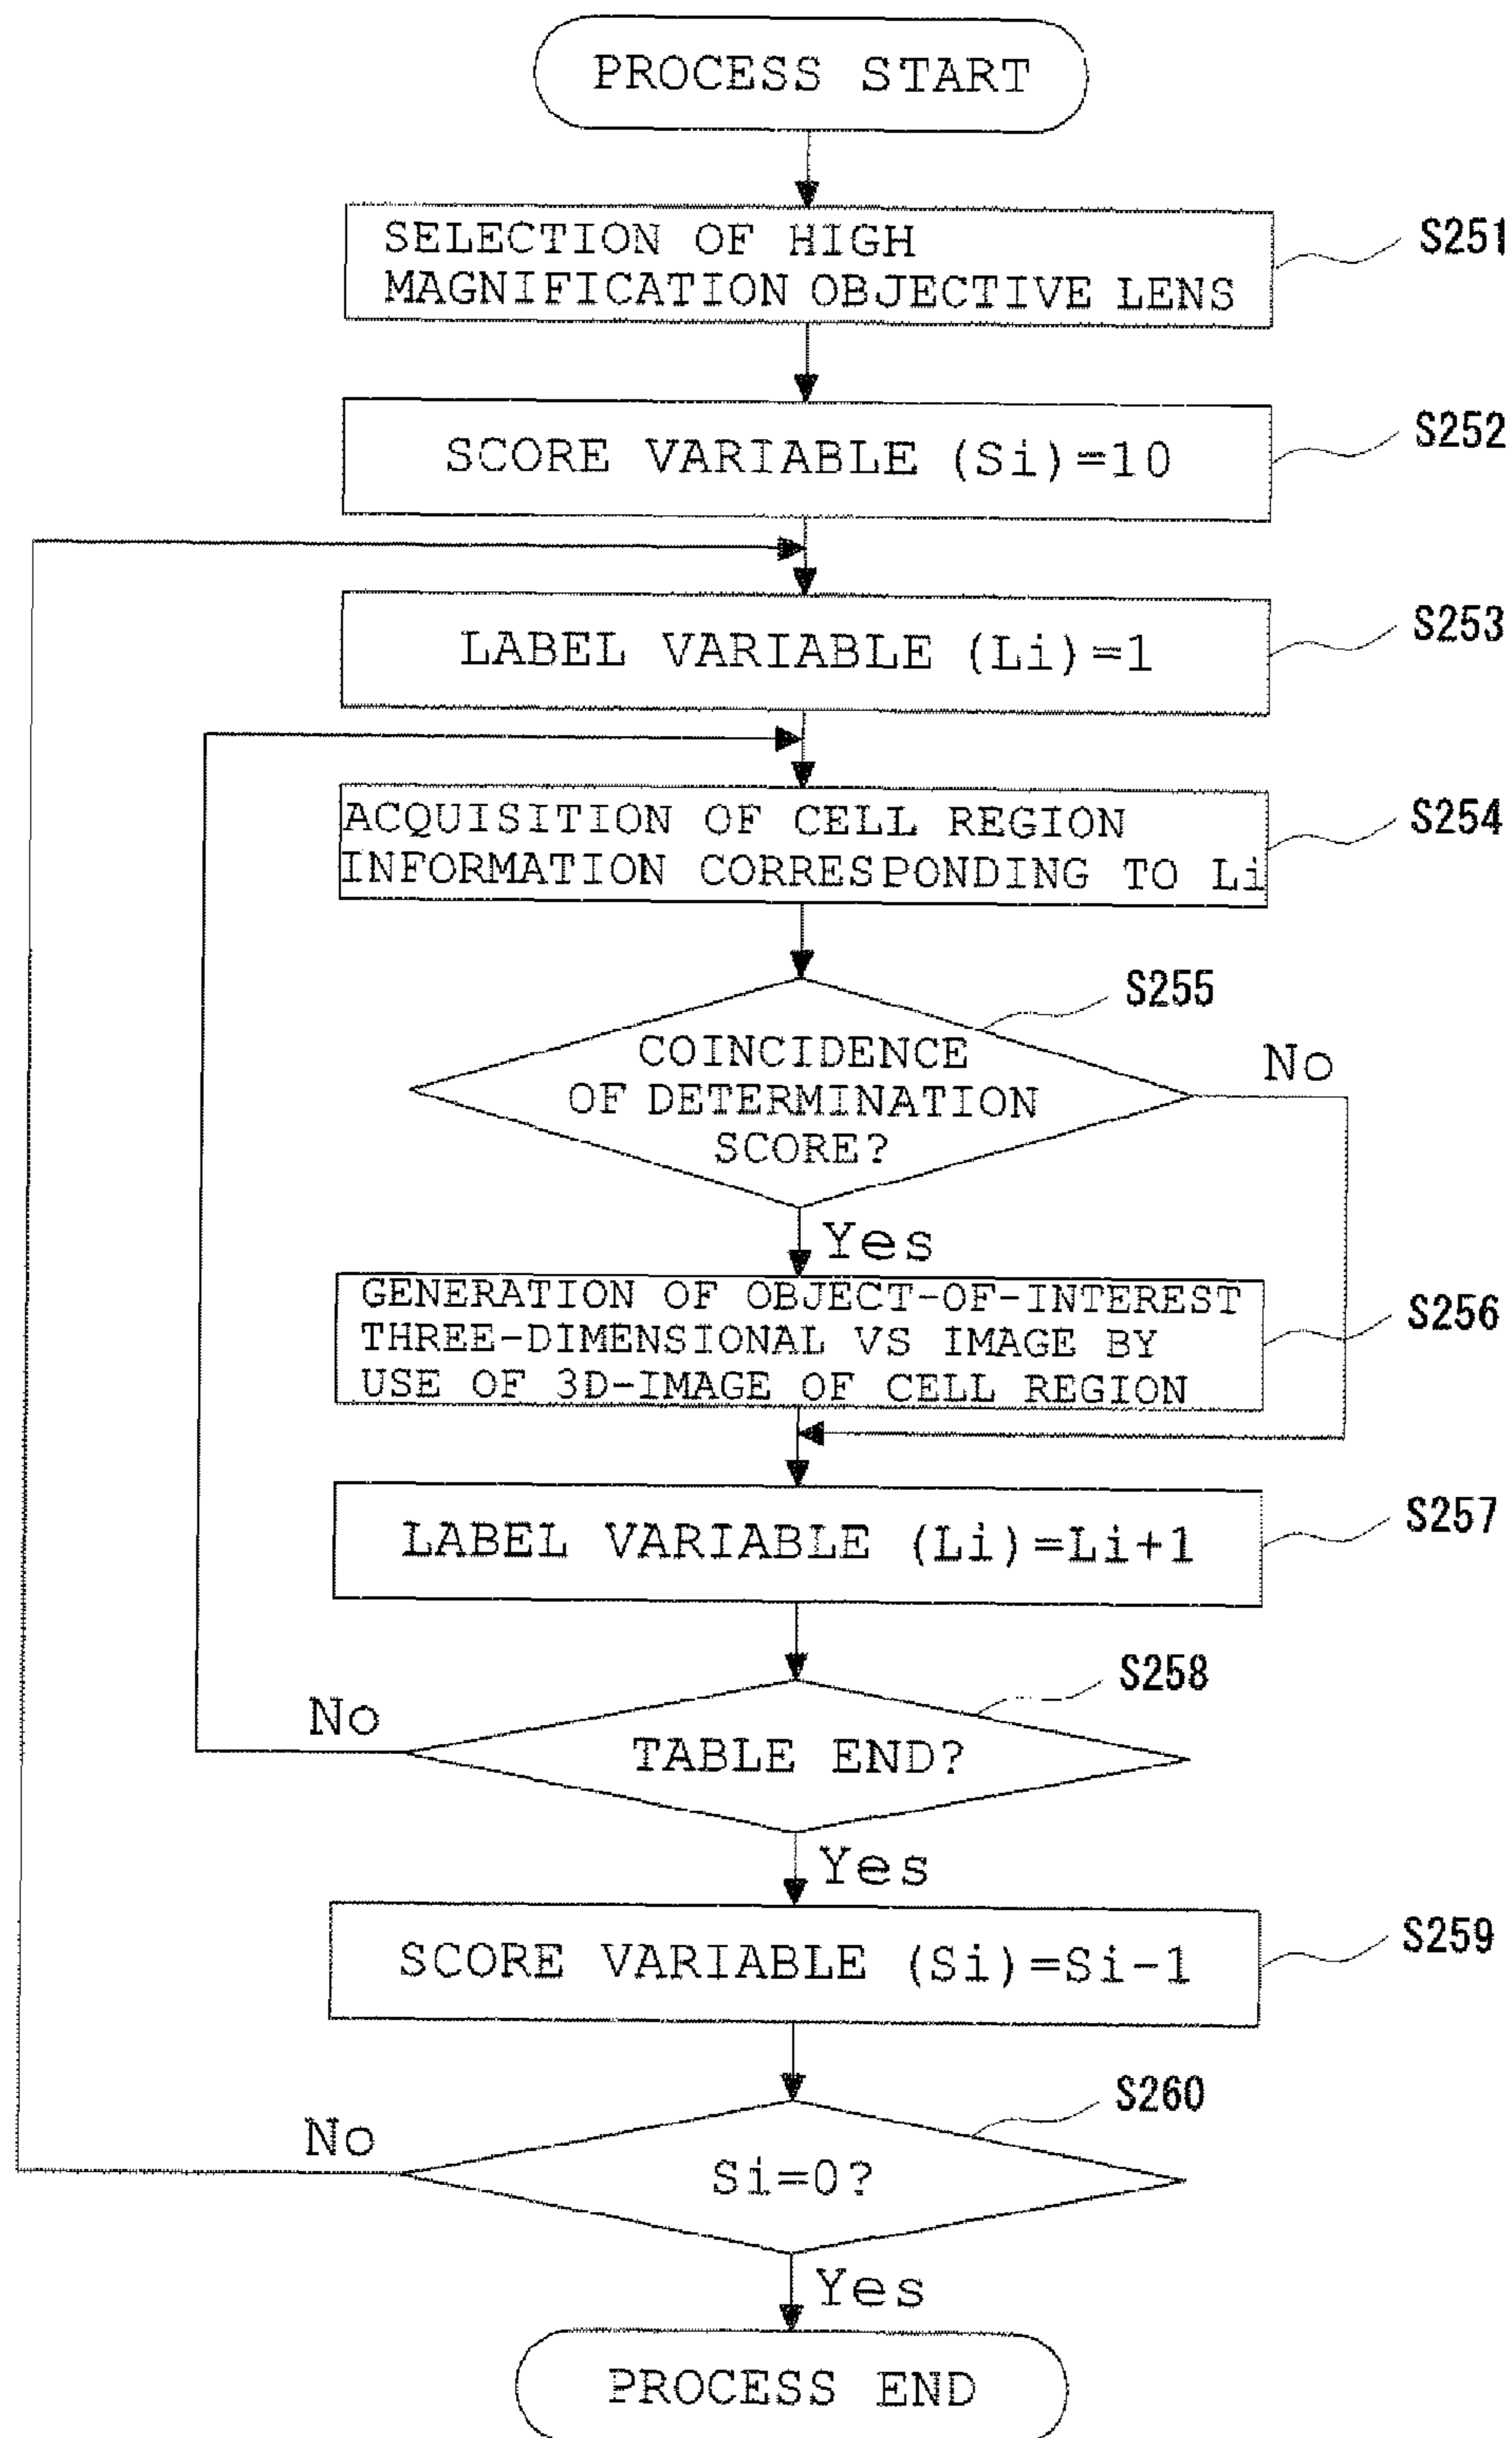 PROCESS START
SELECTION OF HIGH
MAGNIFICATION OBJECTIVE LENS
S251
SCORE VARIABLE (Si)=10
S252
LABEL VARIABLE (Li)=1
S253
ACQUISITION OF CELL REGION
INFORMATION CORRESPONDING TO Li
S254
S255
COINCIDENCE
OF DETERMINATION
SCORE?
No
Yes
GENERATION OF OBJECT-OF-INTEREST
THREE-DIMENSIONAL VS IMAGE BY
USE OF 3D-IMAGE OF CELL REGION
S256
LABEL VARIABLE (Li)=Li+1
S257
S258
No
TABLE END?
Yes
SCORE VARIABLE (Si)=Si-1
S259
S260
No
Si=0?
Yes
PROCESS END